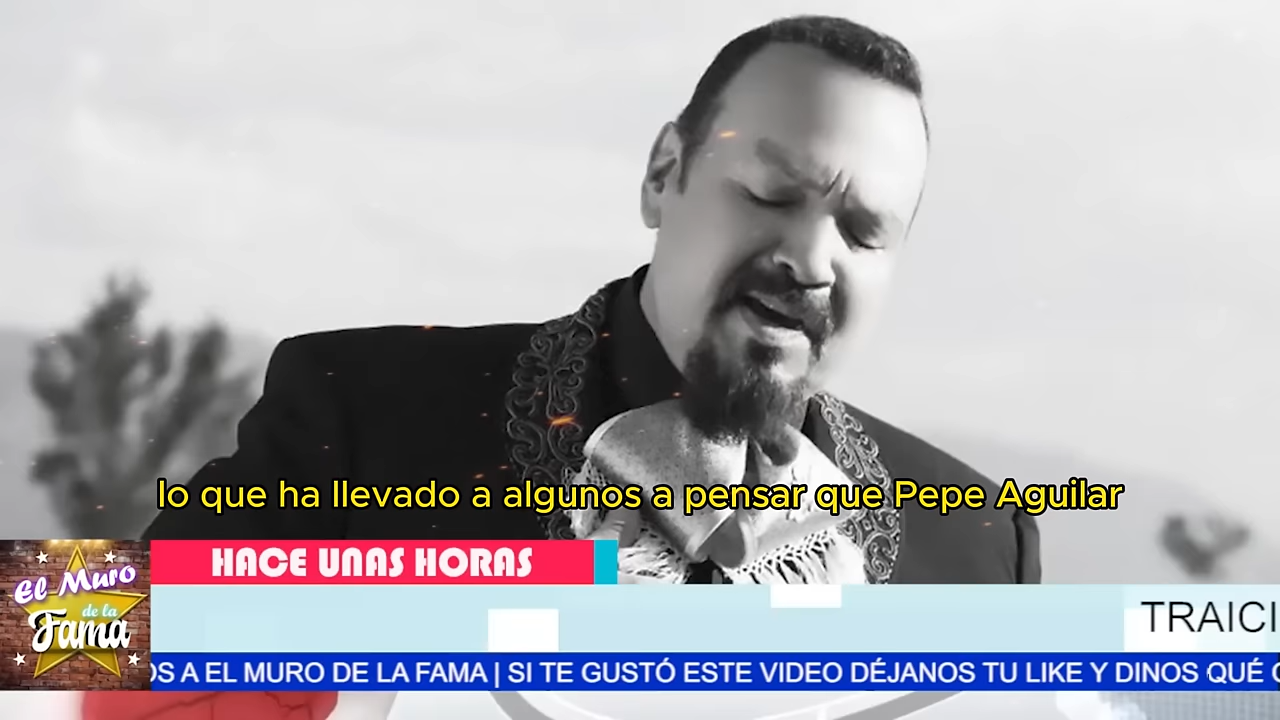 lo que ha llevado a algunos a pensar que Pepe Aguilar
HACE UNAS HORAS
El Muro
de la
Fama
TRAICI
OS A EL MURO DE LA FAMA | SI TE GUSTÓ ESTE VIDEO DÉJANOS TU LIKE Y DINOS QUÉ